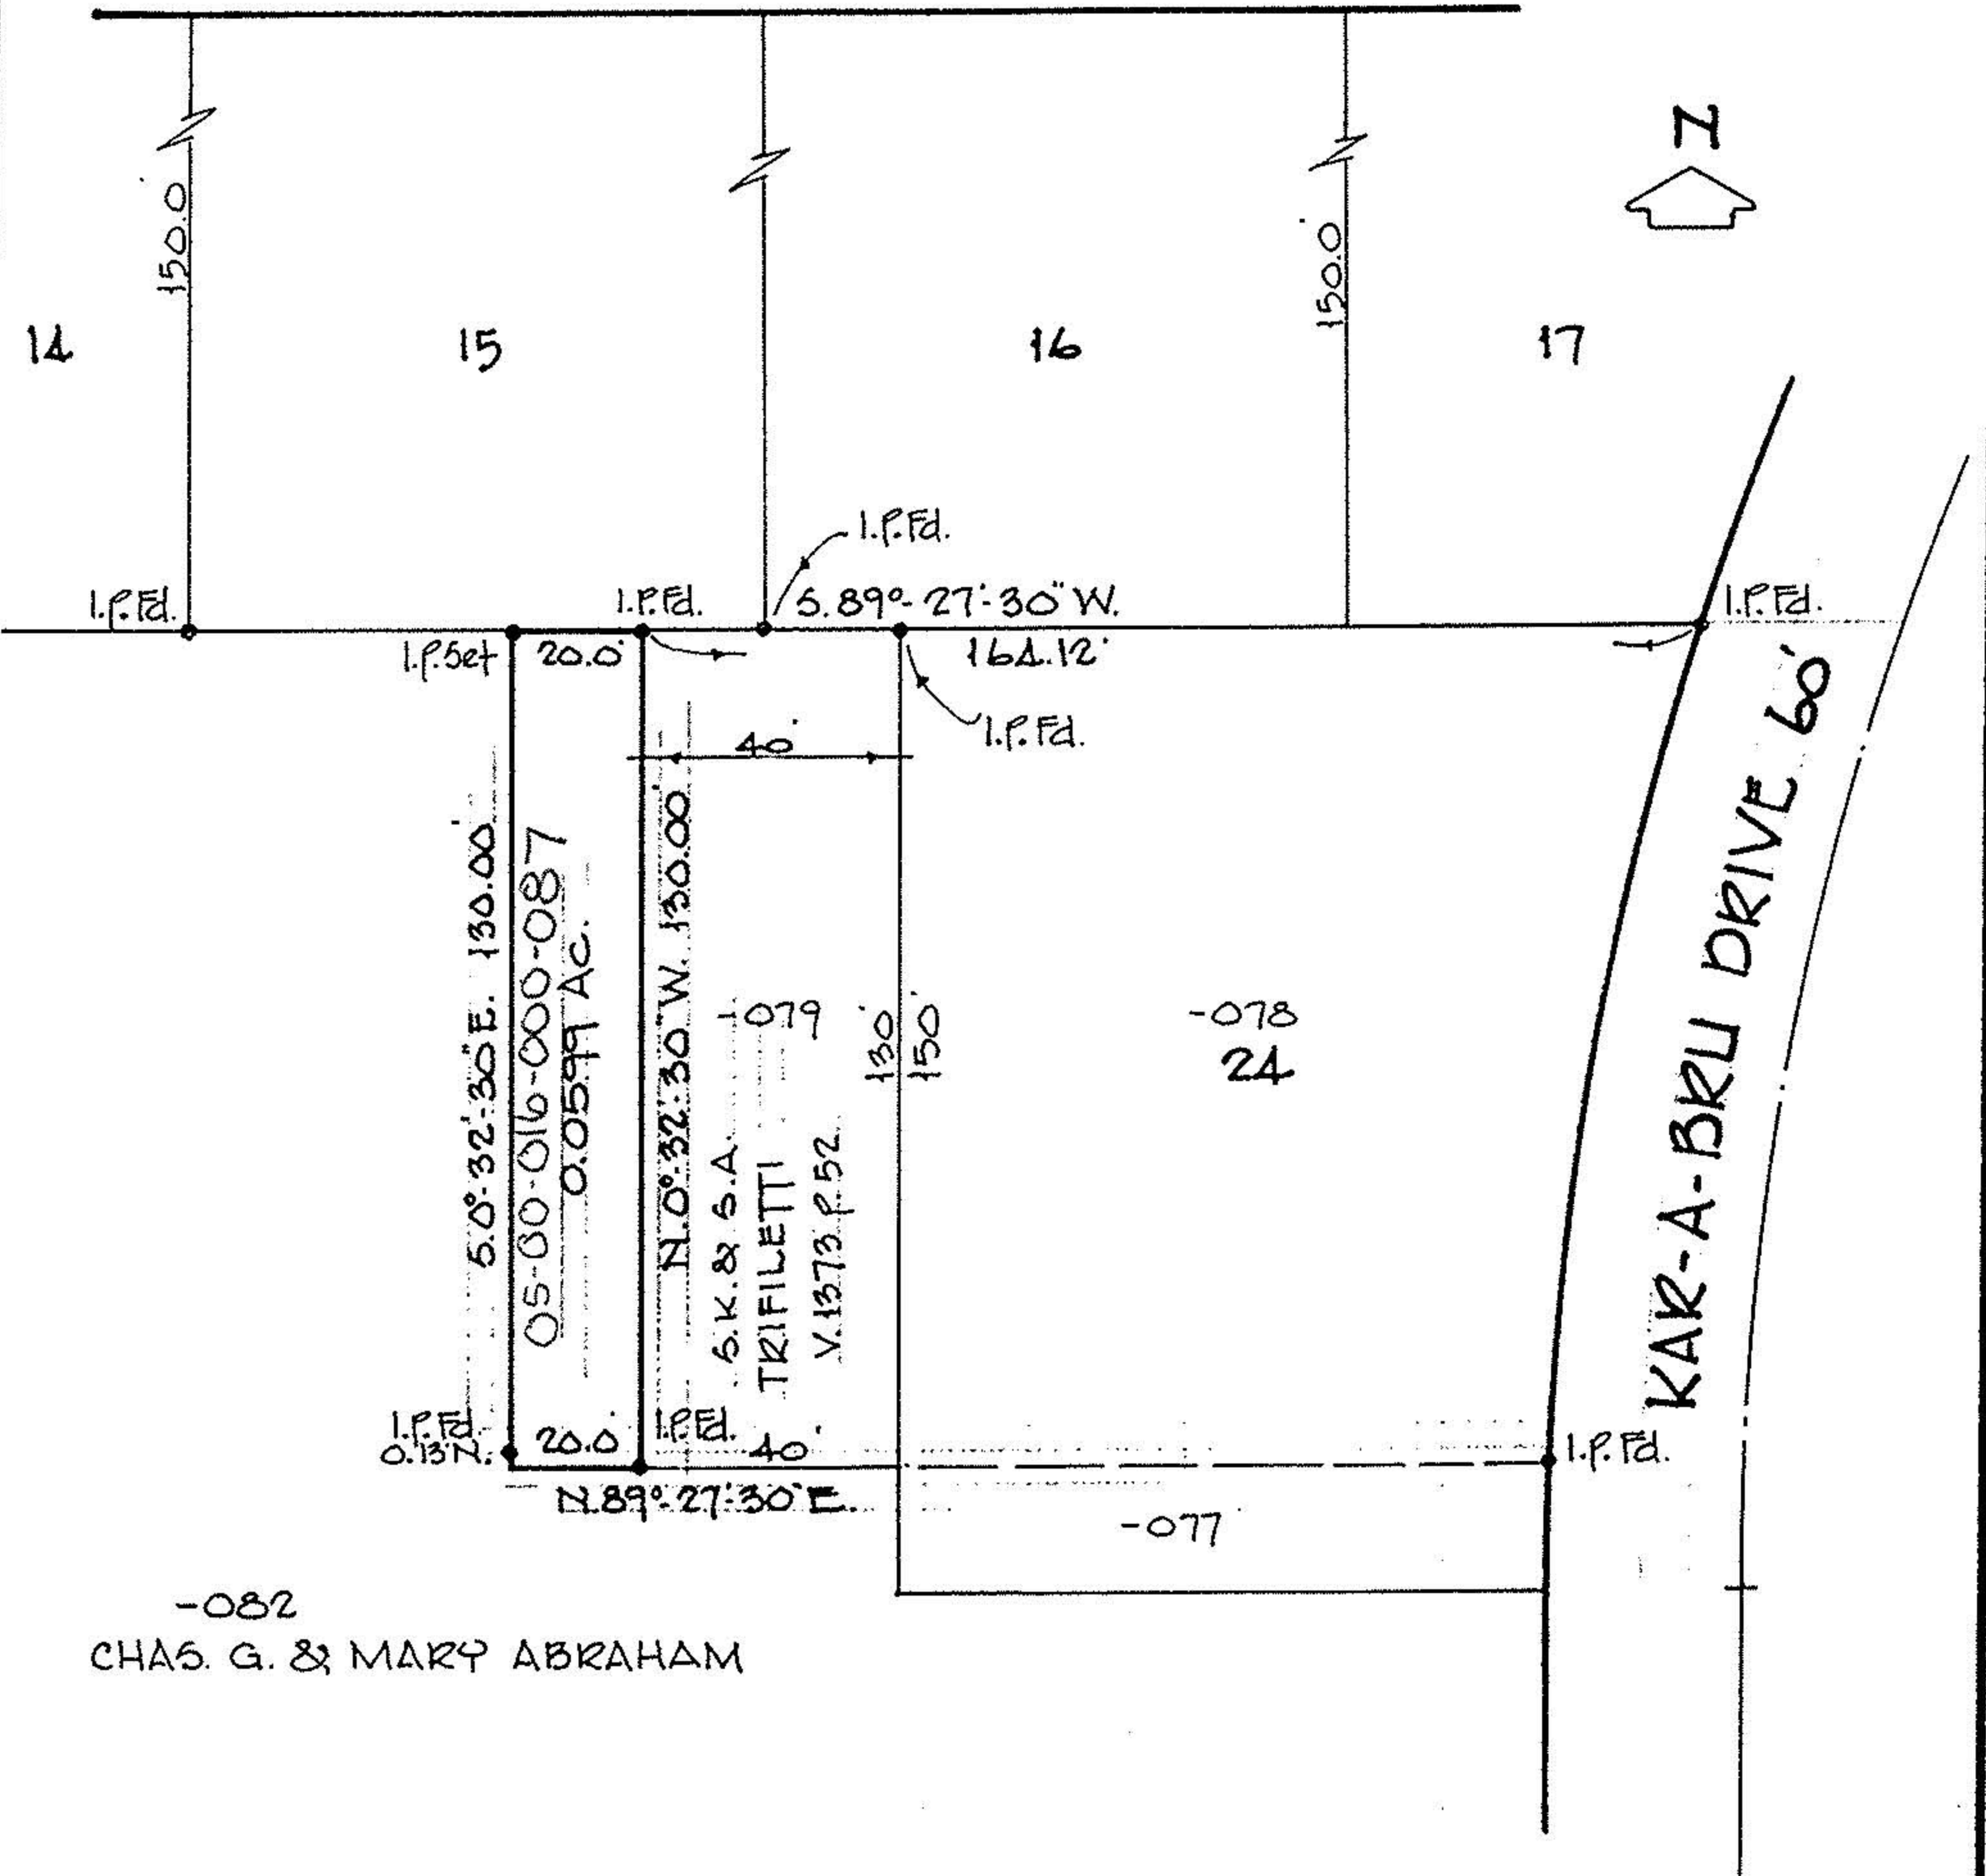 N
150.0
150.0'
14
15
16
17
I.P.Fd.
I.P.Fd.
I.P.Fd.
S.89°-27'-30"W.
I.P.Fd.
I.P.Set
20.0'
164.12'
I.P.Fd.
40'
S.0°-32'-30"E. 130.00'
05-00-016-000-087
0.0599 AC.
N.0°-32'-30"W. 130.00'
S.K. & S.A.
TRIFILETTI
V.1373 P.52
-079
130'
150'
-078
24
KAR-A-BRU DRIVE 60'
I.P.Fd.
0.13'N.
20.0'
I.P.Fd.
40'
I.P.Fd.
N.89°-27'-30"E.
-077
-082
CHAS. G. & MARY ABRAHAM